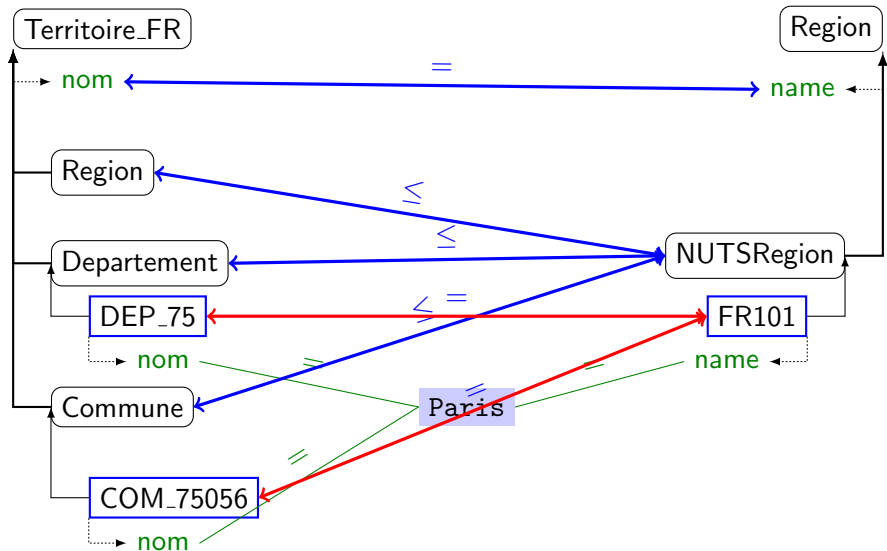 Territoire_FR
Region
nom
=
name
Region
≤
Departement
≤
NUTSRegion
DEP_75
=
≤
FR101
nom
=
=
name
Commune
=
Paris
=
COM_75056
nom